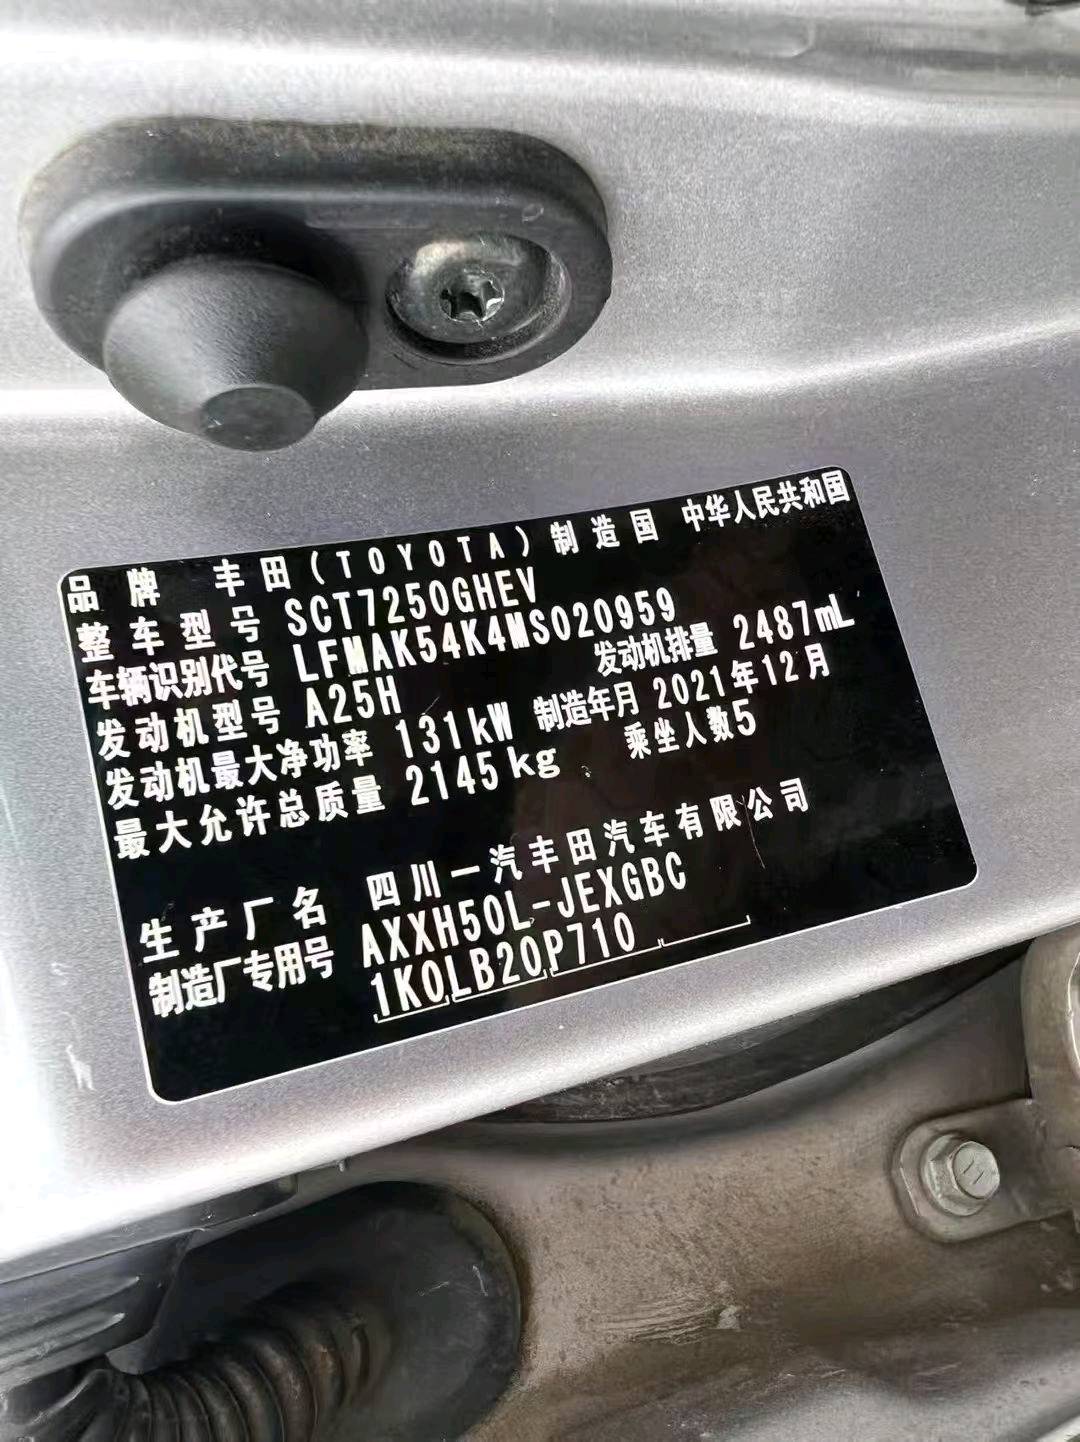 品牌 丰田(TOYOTA) 制造国 中华人民共和国
整车型号 SCT7250GHEV
车辆识别代号 LFMAK54K4MS020959
发动机型号 A25H 发动机排量 2487mL
发动机最大净功率 131kW 制造年月 2021年12月
最大允许总质量 2145kg 乘坐人数5
生产厂名 四川一汽丰田汽车有限公司
制造厂专用号 AXXH50L-JEXGBC
1K0LB20P710